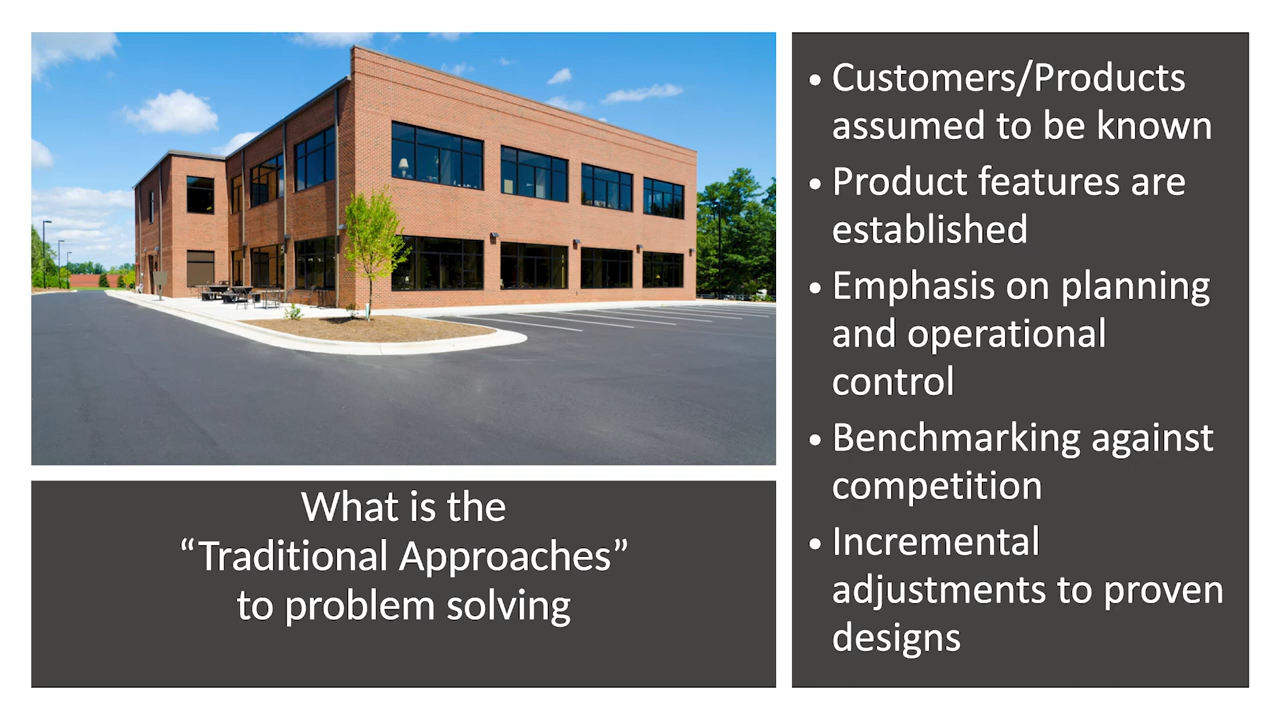 What is the
“Traditional Approaches”
to problem solving
• Customers/Products
assumed to be known
• Product features are
established
• Emphasis on planning
and operational
control
• Benchmarking against
competition
• Incremental
adjustments to proven
designs